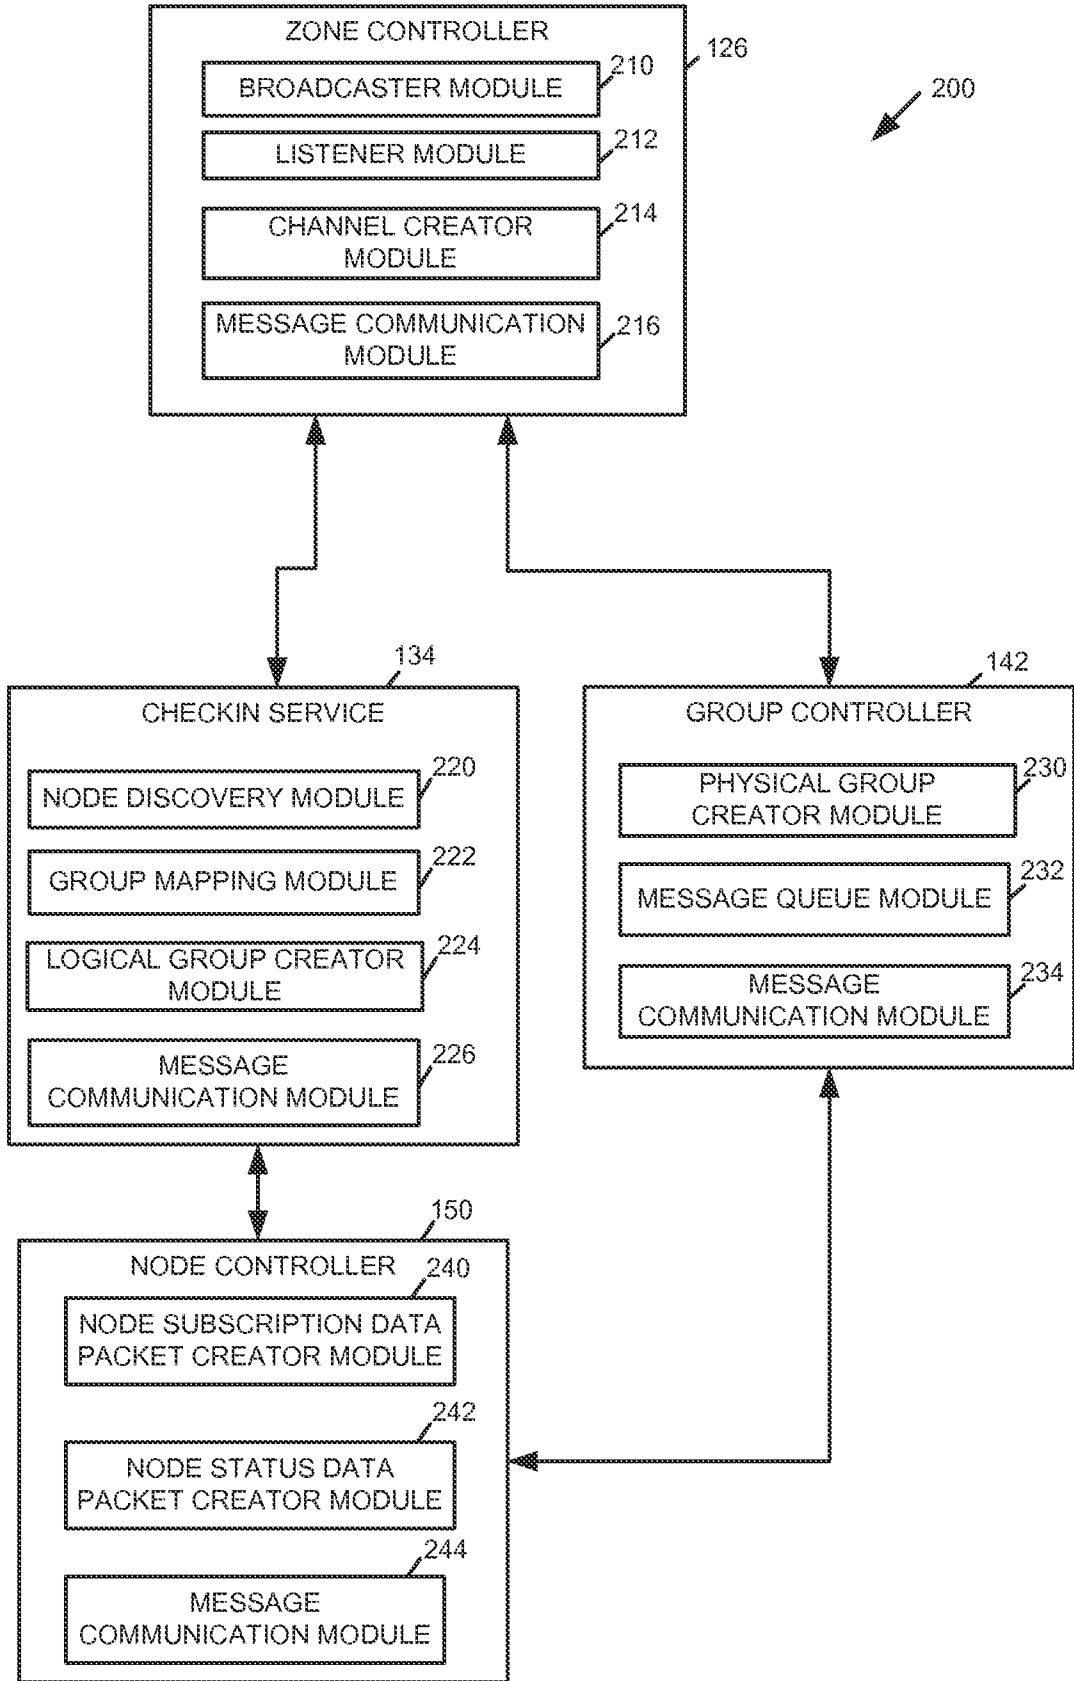 ZONE CONTROLLER
126
BROADCASTER MODULE
210
200
LISTENER MODULE
212
CHANNEL CREATOR
MODULE
214
MESSAGE COMMUNICATION
MODULE
216
134
CHECKIN SERVICE
NODE DISCOVERY MODULE
220
GROUP MAPPING MODULE
222
LOGICAL GROUP CREATOR
MODULE
224
MESSAGE
COMMUNICATION MODULE
226
142
GROUP CONTROLLER
PHYSICAL GROUP
CREATOR MODULE
230
MESSAGE QUEUE MODULE
232
MESSAGE
COMMUNICATION MODULE
234
150
NODE CONTROLLER
240
NODE SUBSCRIPTION DATA
PACKET CREATOR MODULE
242
NODE STATUS DATA
PACKET CREATOR MODULE
244
MESSAGE
COMMUNICATION MODULE